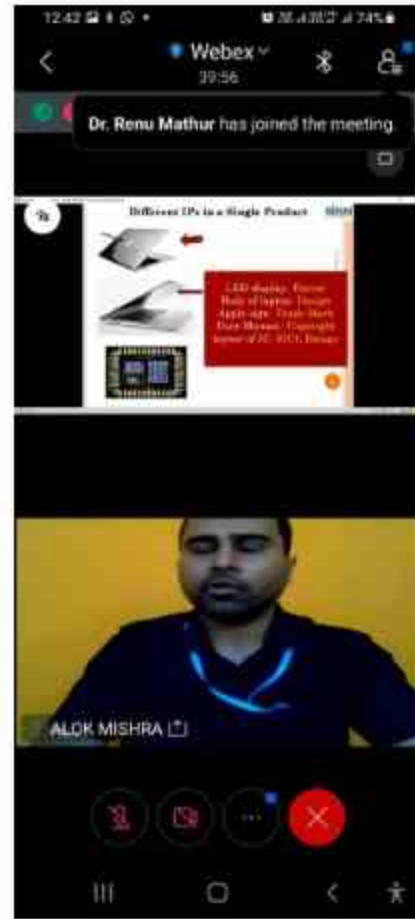 12:42
74%
Webex
39:56
Dr. Renu Mathur has joined the meeting.
Different IPs in a Single Product
LED display: Patent
Body of laptop: Design
Apple sign: Trade Mark
User Manual: Copyright
layout of IC: SICL Design
ALOK MISHRA